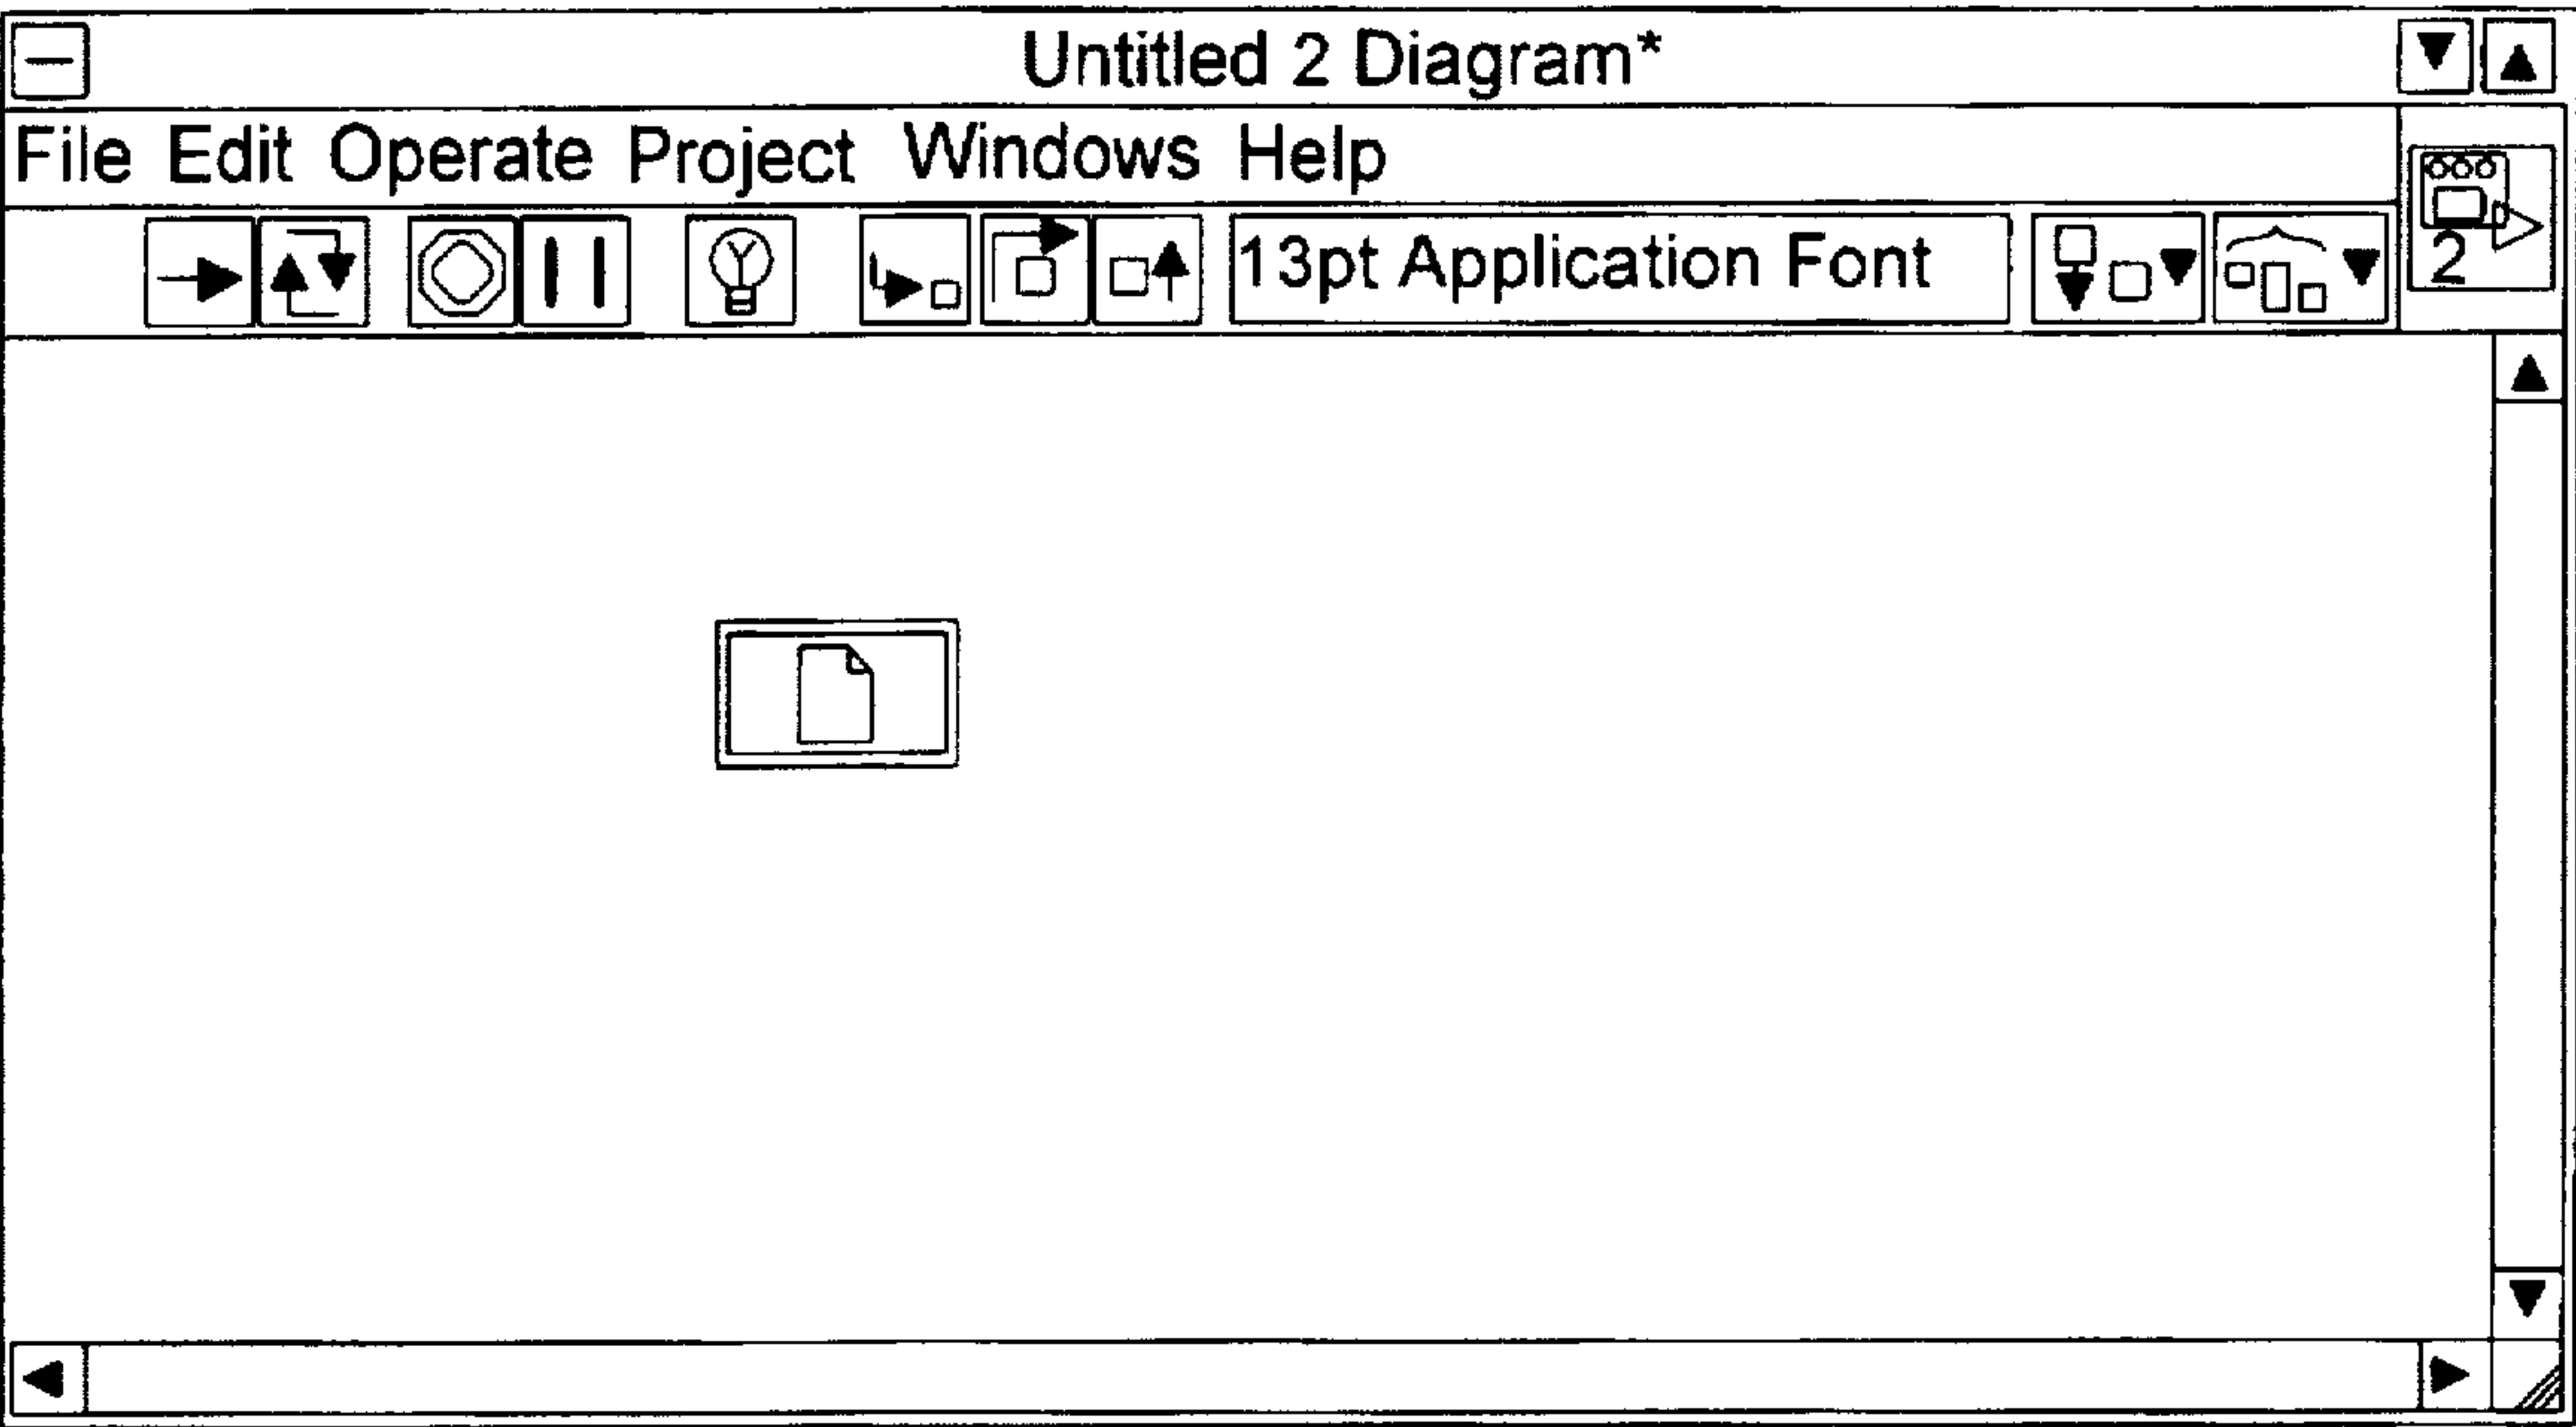 Untitled 2 Diagram*
File Edit Operate Project Windows Help
2
13pt Application Font